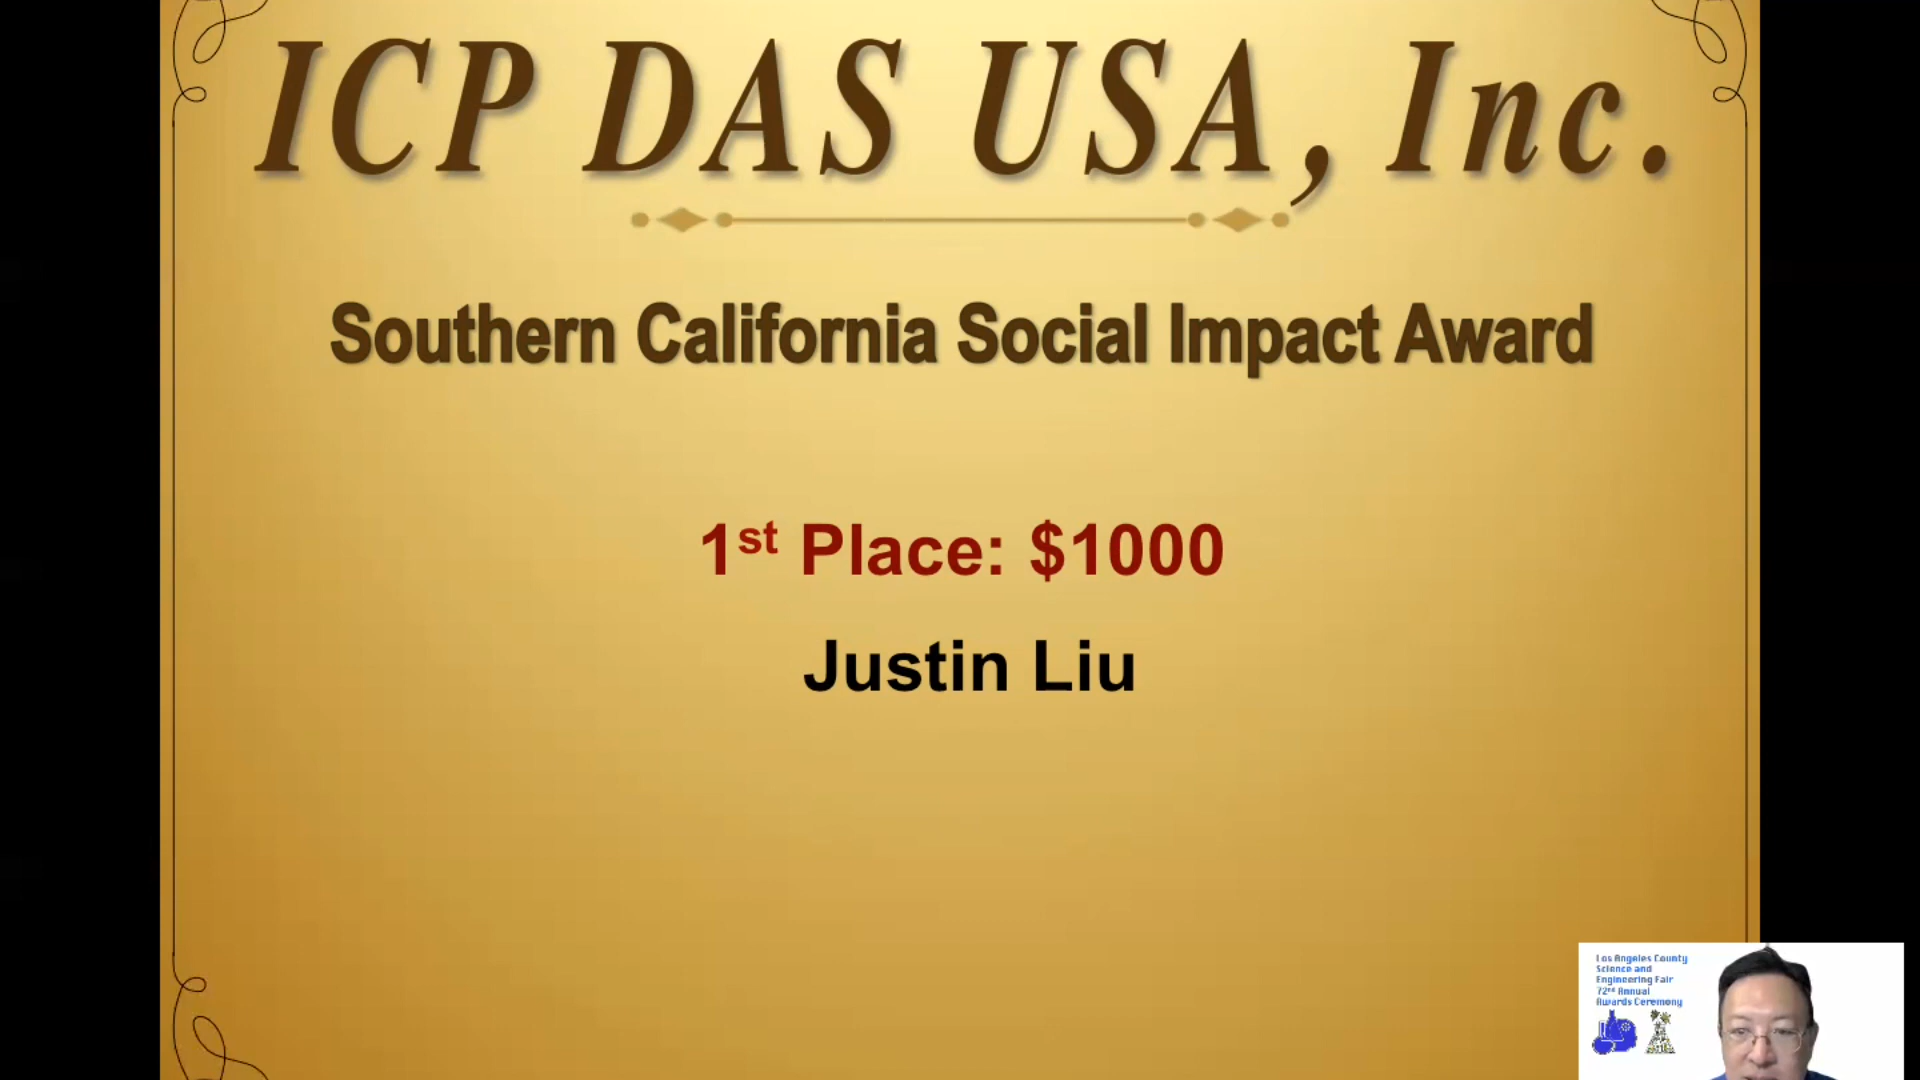 ICP DAS USA, Inc.
Southern California Social Impact Award
1st Place: $1000
Justin Liu
Los Angeles County
Science and
Engineering Fair
72nd Annual
Awards Ceremony